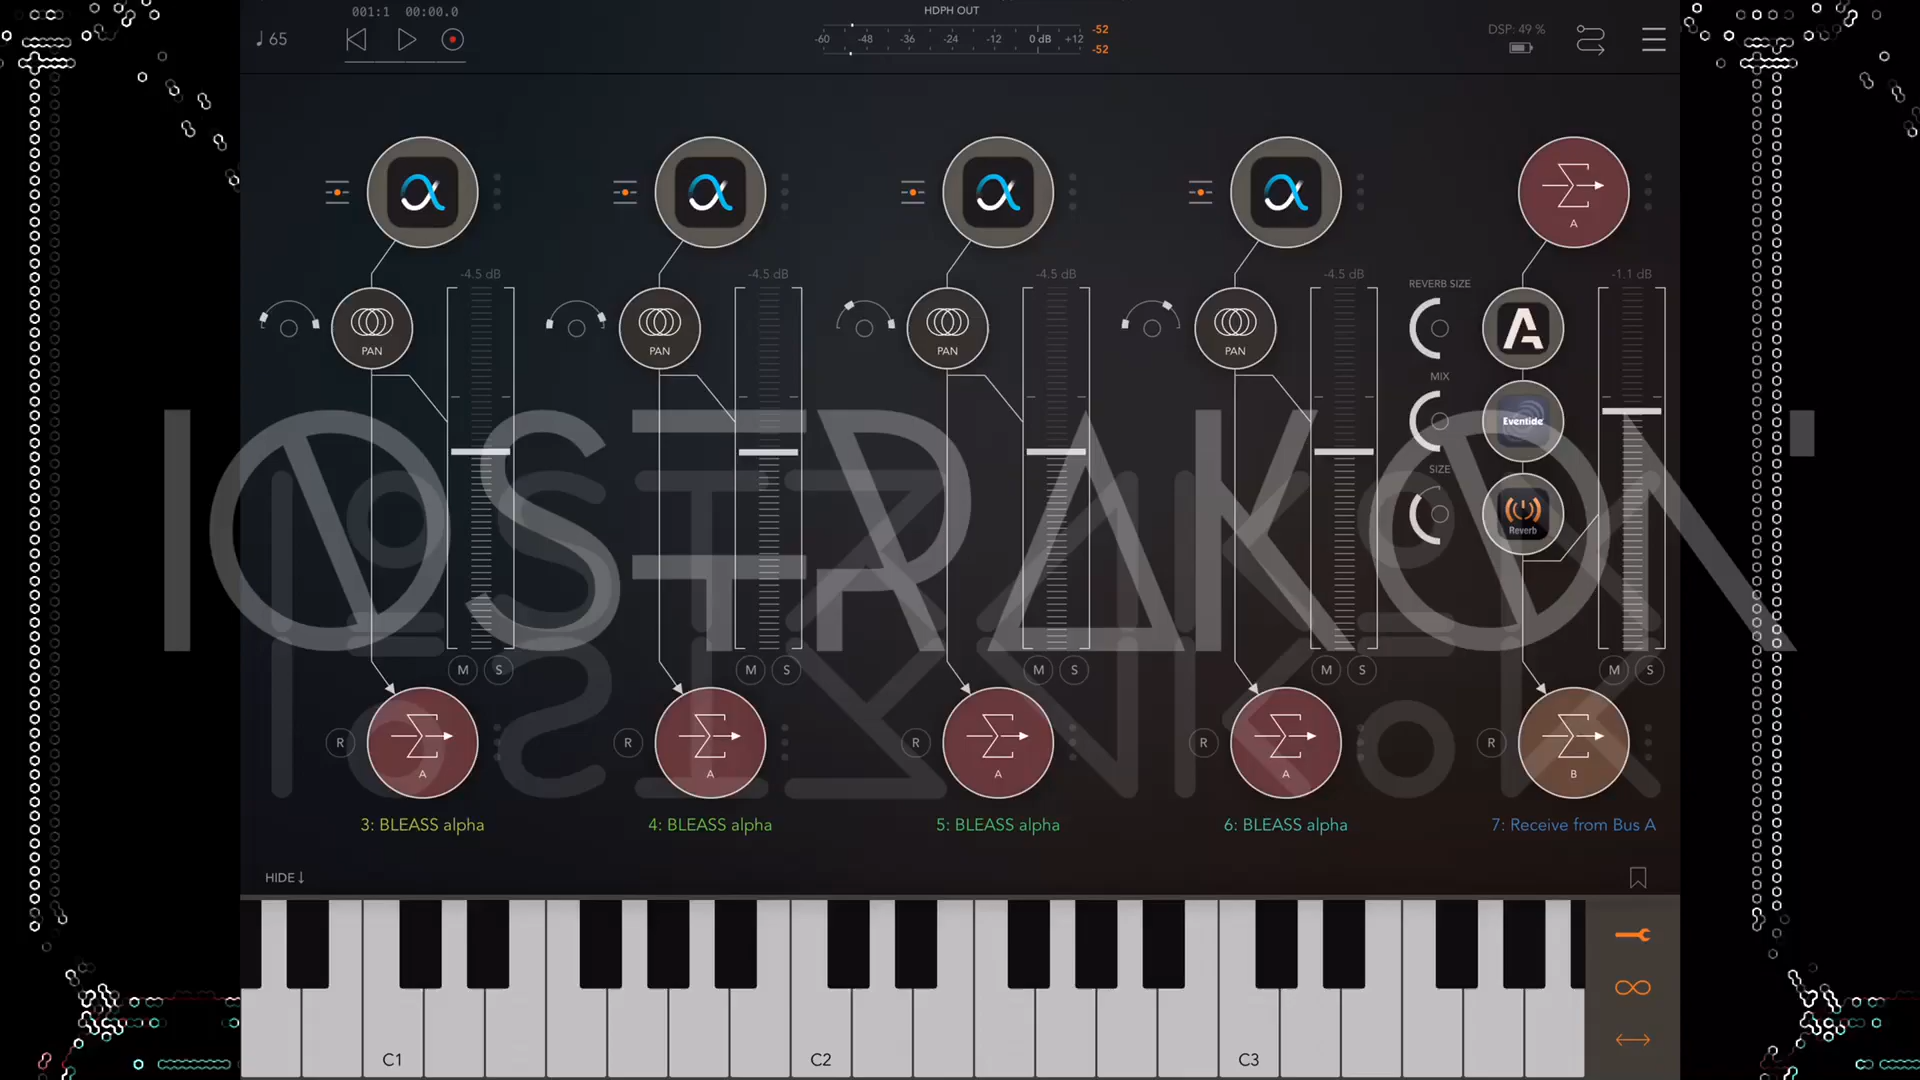 001:1 00:00.0
HDPH OUT
♩ 65
-60 -48 -36 -24 -12 0 dB +12
-52
-52
DSP: 49 %
A
-4.5 dB
-4.5 dB
-4.5 dB
-4.5 dB
-1.1 dB
REVERB SIZE
PAN
PAN
PAN
PAN
A
MIX
Eventide
SIZE
Reverb
IOSTRAKON'
M S
M S
M S
M S
M S
R
R
R
R
R
A
A
A
A
B
3: BLEASS alpha
4: BLEASS alpha
5: BLEASS alpha
6: BLEASS alpha
7: Receive from Bus A
HIDE↓
C1
C2
C3